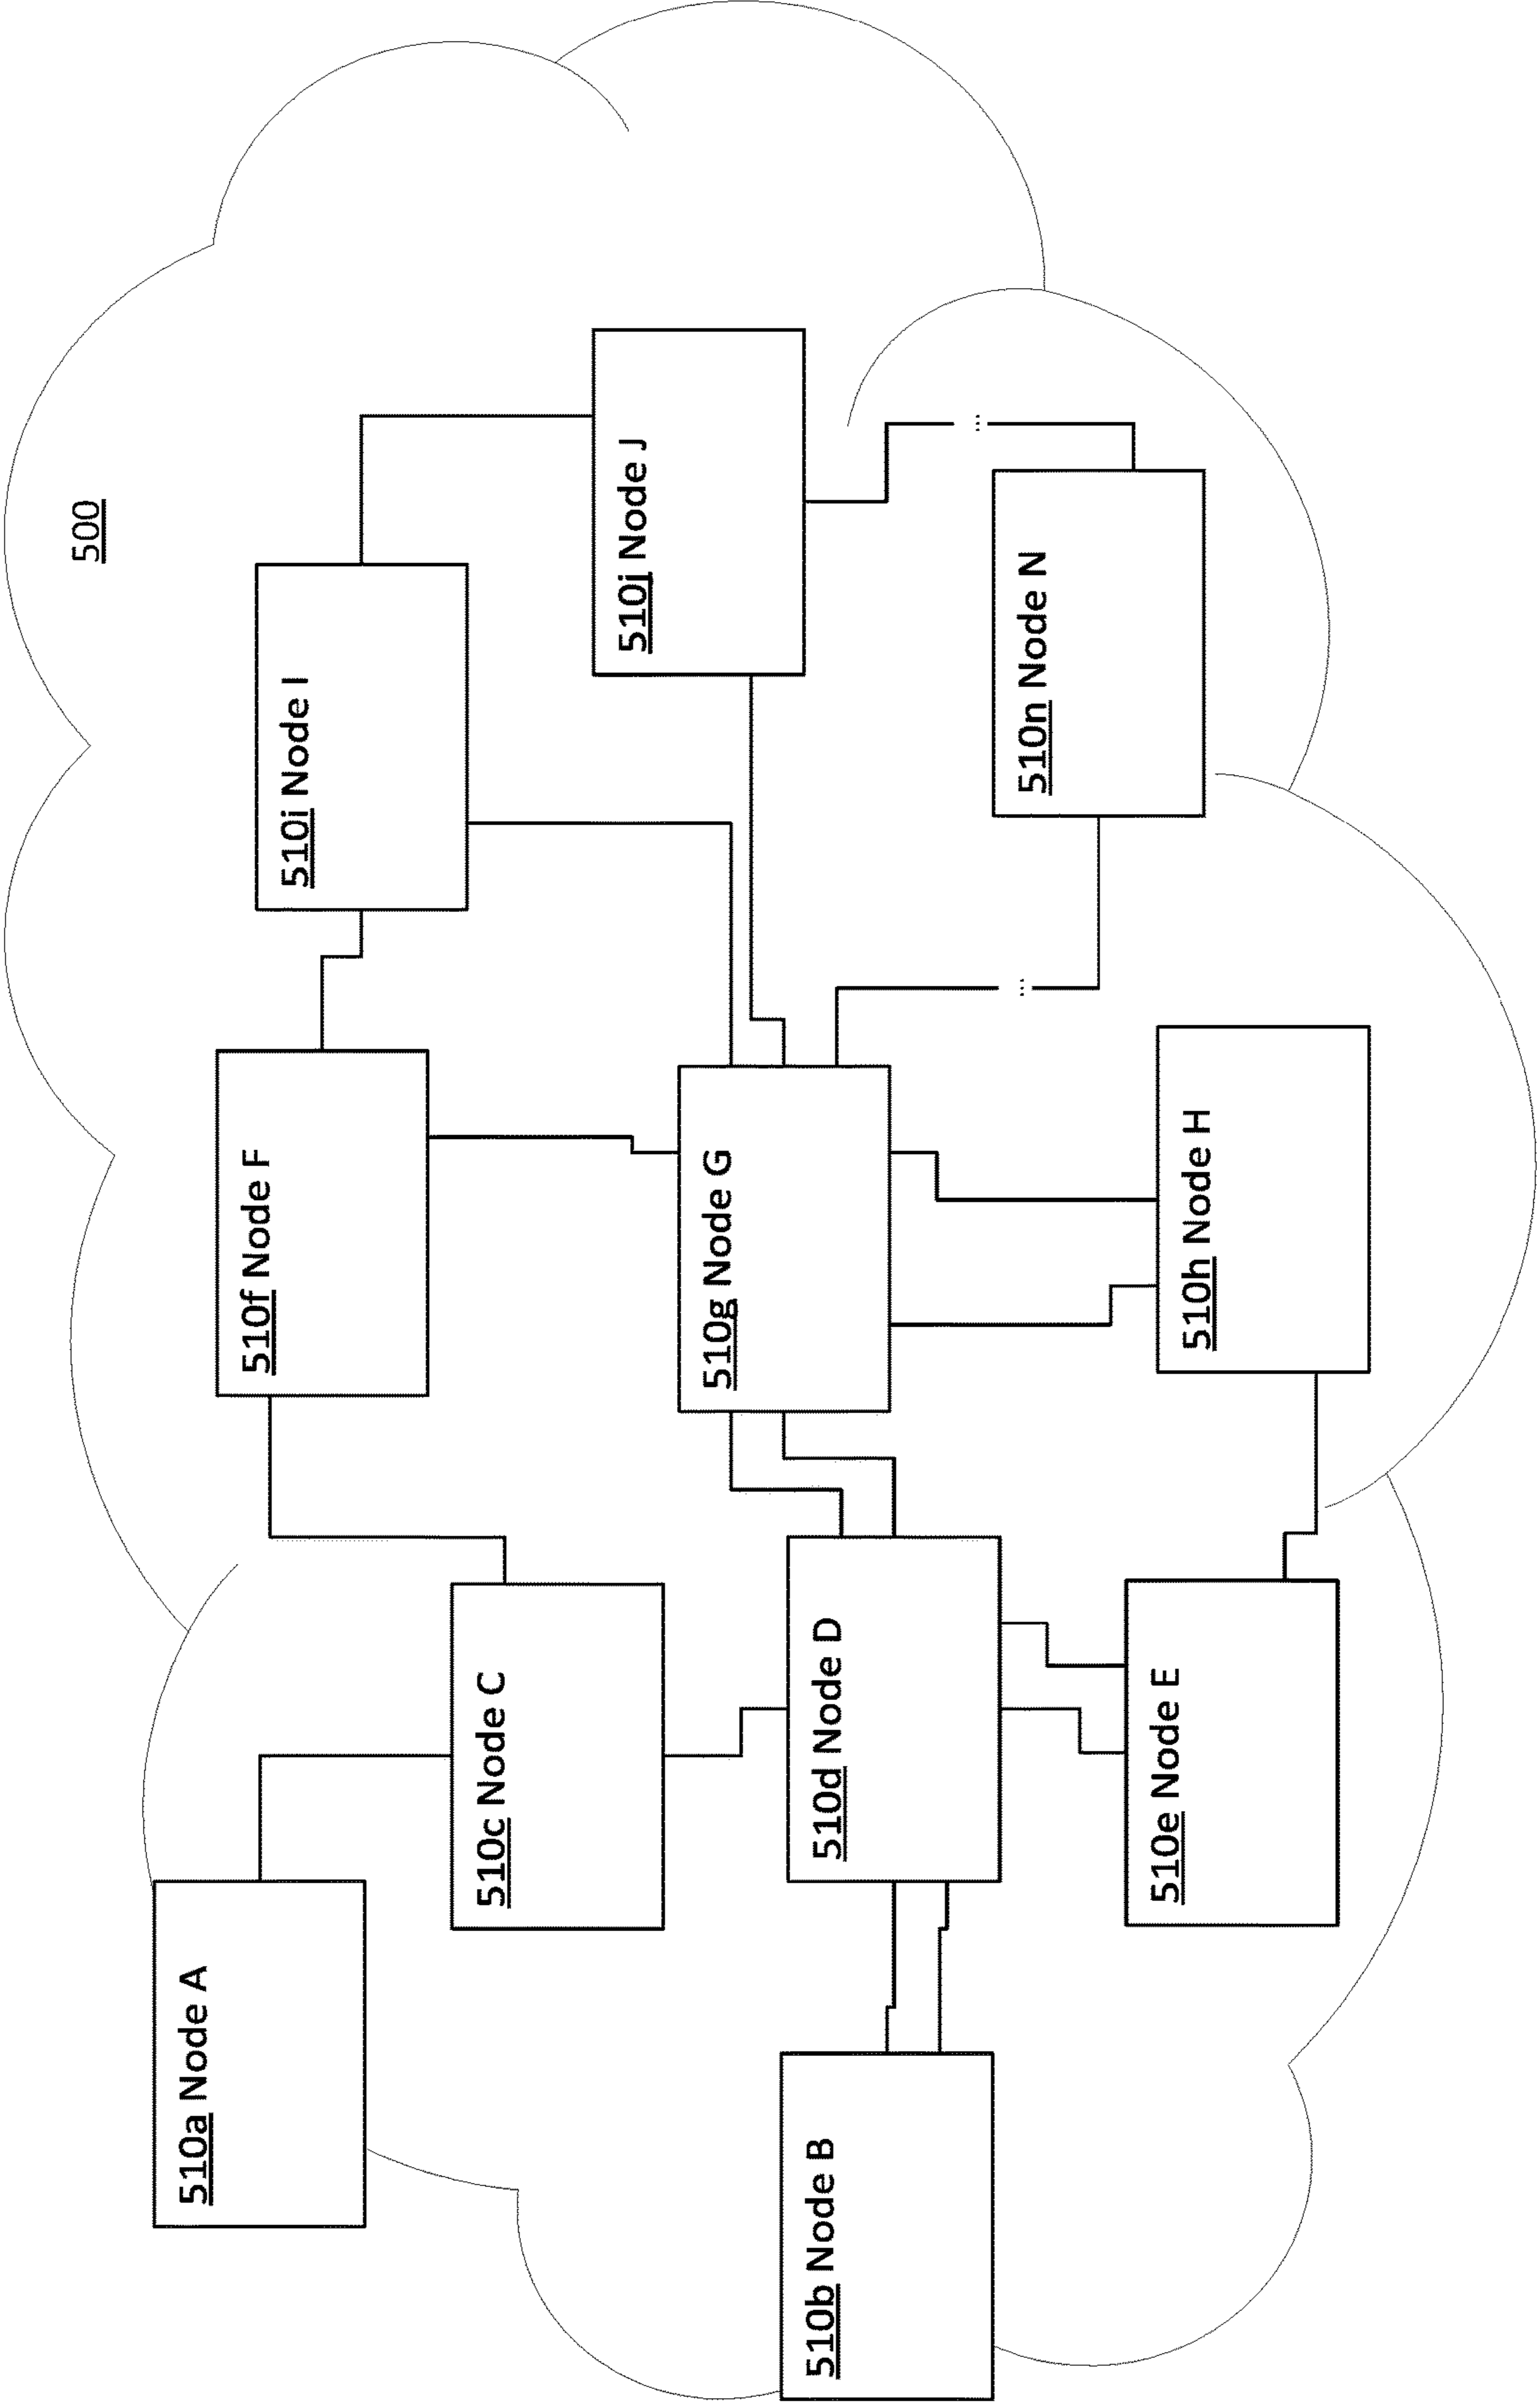 500
510a Node A
510b Node B
510c Node C
510d Node D
510e Node E
510f Node F
510g Node G
510h Node H
510i Node I
510j Node J
510n Node N
...
...